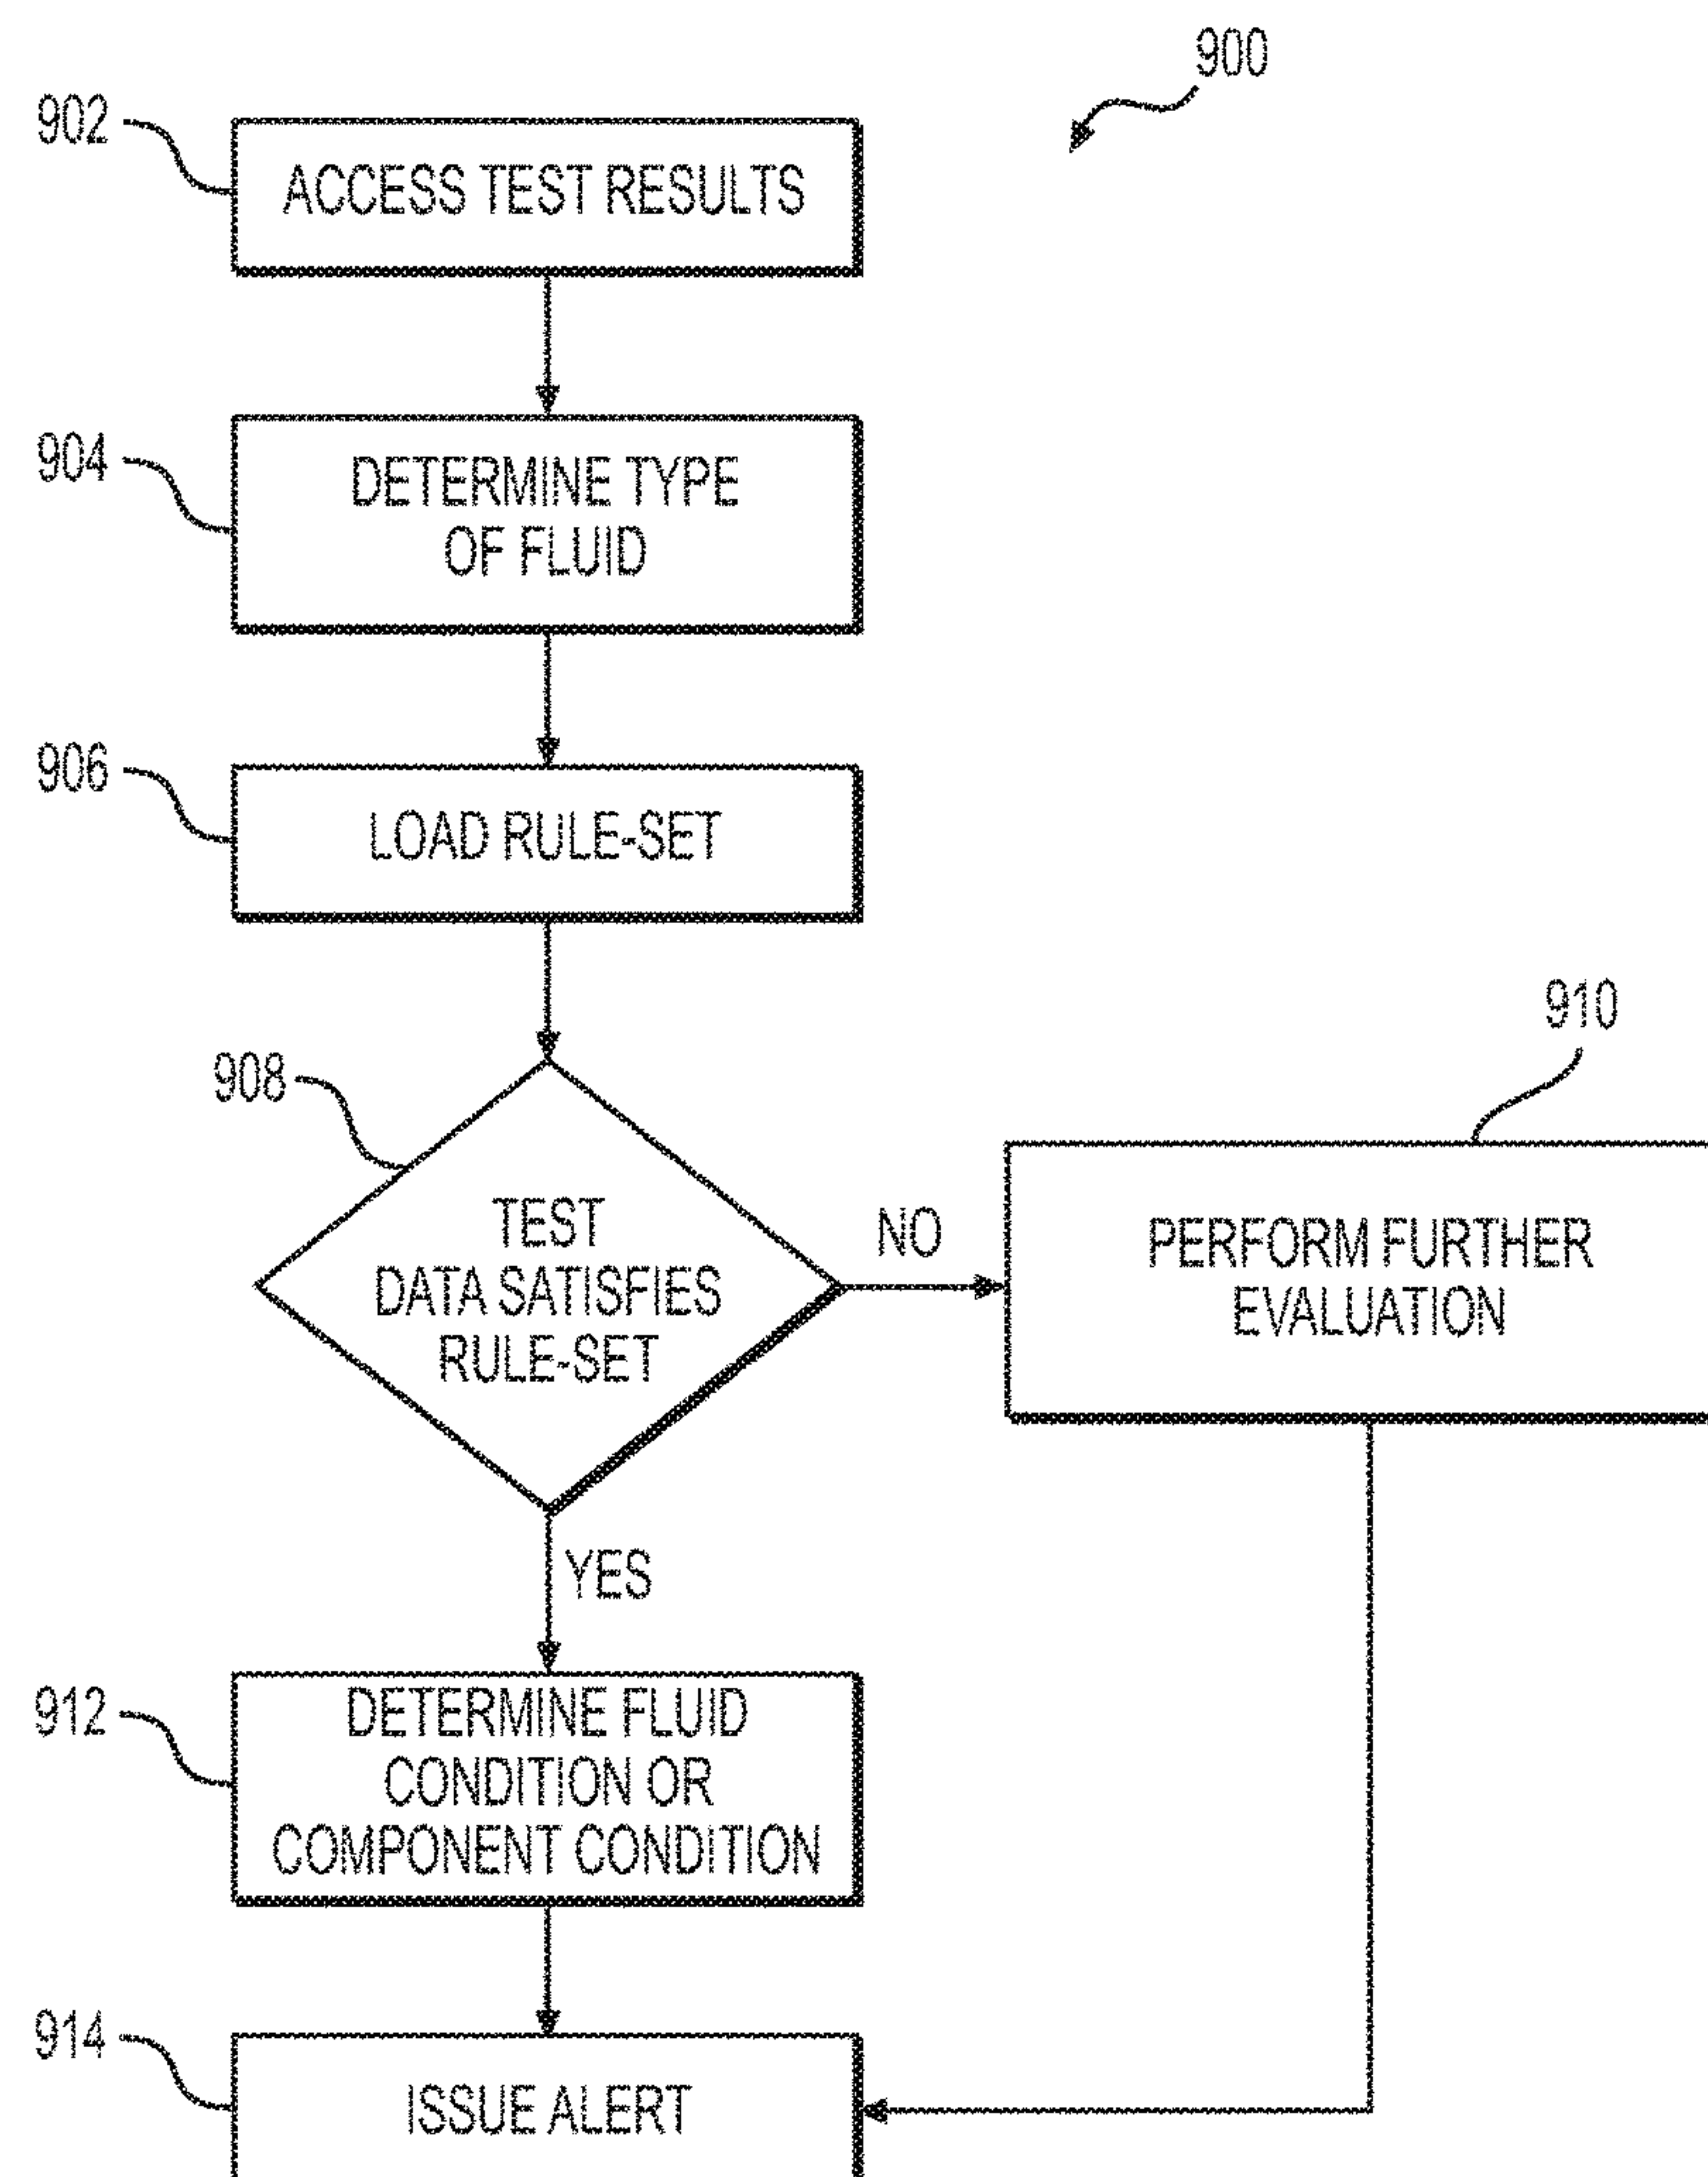 900
902
ACCESS TEST RESULTS
904
DETERMINE TYPE
OF FLUID
906
LOAD RULE-SET
908
TEST
DATA SATISFIES
RULE-SET
NO
910
PERFORM FURTHER
EVALUATION
YES
912
DETERMINE FLUID
CONDITION OR
COMPONENT CONDITION
914
ISSUE ALERT